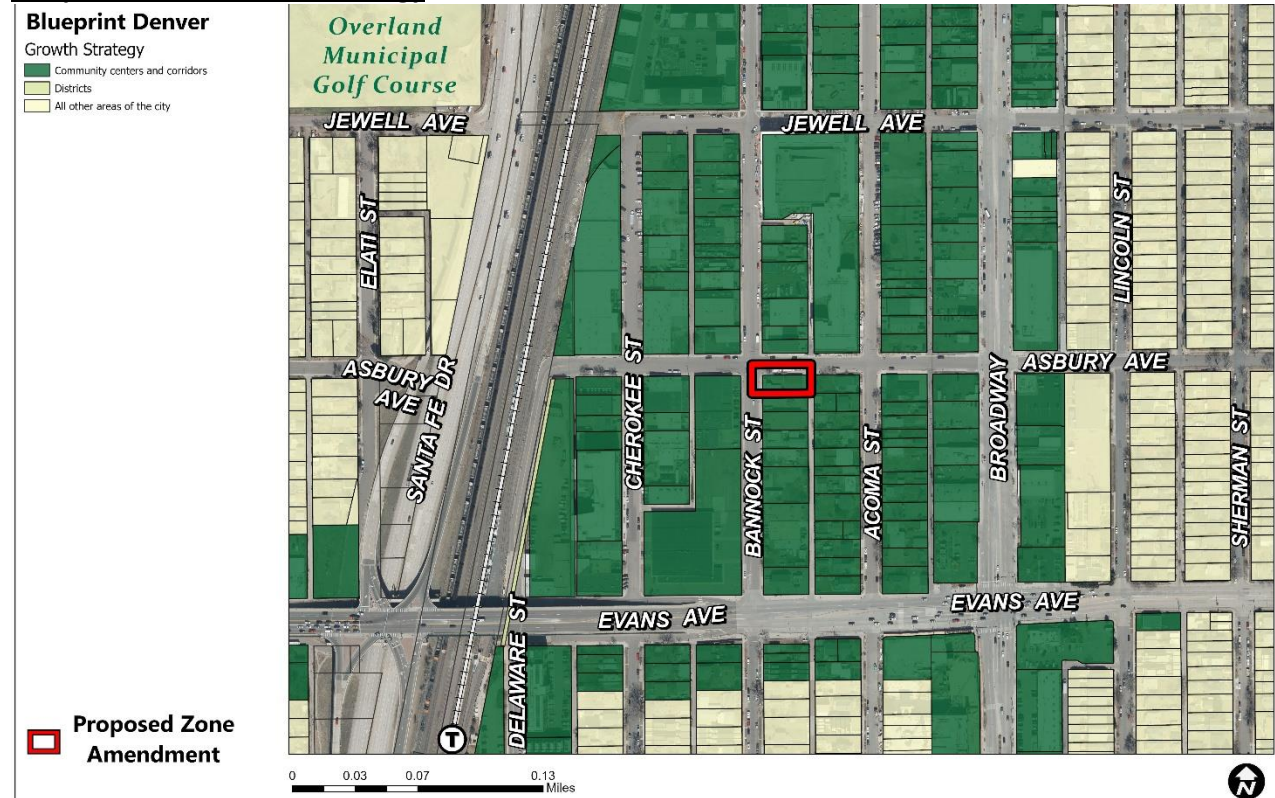 Blueprint Denver
Growth Strategy
Community centers and corridors
Districts
All other areas of the city
Overland
Municipal
Golf Course
JEWELL AVE
JEWELL AVE
ELATI ST
LINCOLN ST
ASBURY
AVE
SANTA FE DR
CHEROKEE ST
BROADWAY
ASBURY AVE
BANNOCK ST
ACOMA ST
SHERMAN ST
EVANS AVE
EVANS AVE
DELAWARE ST
T
Proposed Zone
Amendment
0 0.03 0.07 0.13
Miles
N